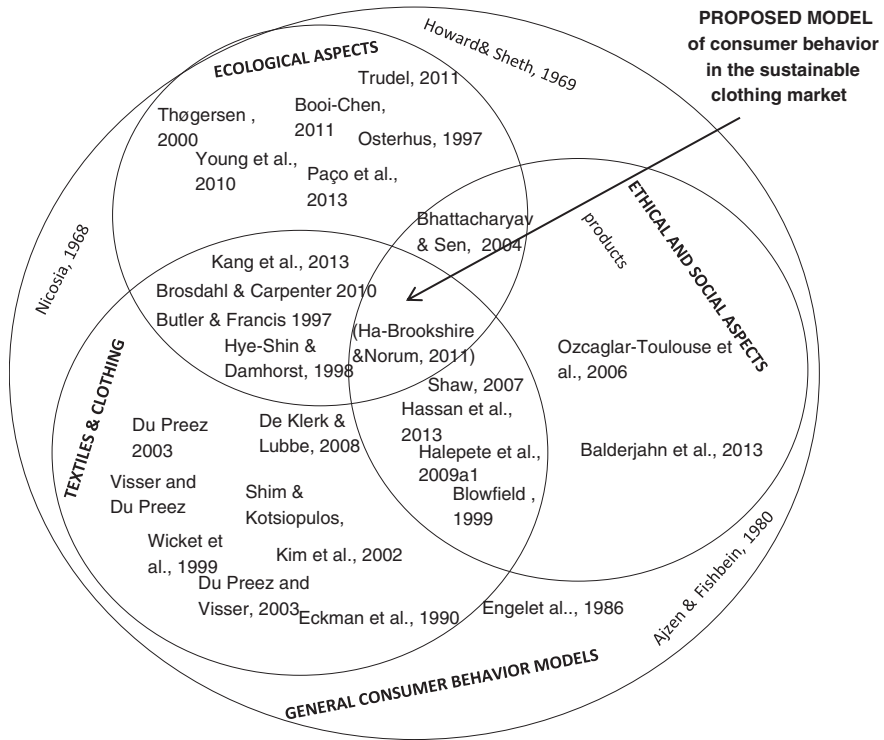 PROPOSED MODEL
of consumer behavior
in the sustainable
clothing market
Howard& Sheth, 1969
ECOLOGICAL ASPECTS
Trudel, 2011
Booi-Chen,
2011
Thøgersen ,
2000
Osterhus, 1997
Young et al.,
2010
Paço et al.,
2013
ETHICAL AND SOCIAL ASPECTS
products
Bhattacharyav
& Sen, 2004
Nicosia, 1968
Kang et al., 2013
Brosdahl & Carpenter 2010
Butler & Francis 1997
Hye-Shin &
Damhorst, 1998
(Ha-Brookshire
&Norum, 2011)
Ozcaglar-Toulouse et
al., 2006
Shaw, 2007
Hassan et al.,
2013
Halepete et al.,
2009a1
Blowfield ,
1999
Balderjahn et al., 2013
TEXTILES & CLOTHING
Du Preez
2003
De Klerk &
Lubbe, 2008
Visser and
Du Preez
Shim &
Kotsiopulos,
Wicket et
al., 1999
Kim et al., 2002
Du Preez and
Visser, 2003
Eckman et al., 1990
Engelet al.., 1986
Ajzen & Fishbein, 1980
GENERAL CONSUMER BEHAVIOR MODELS